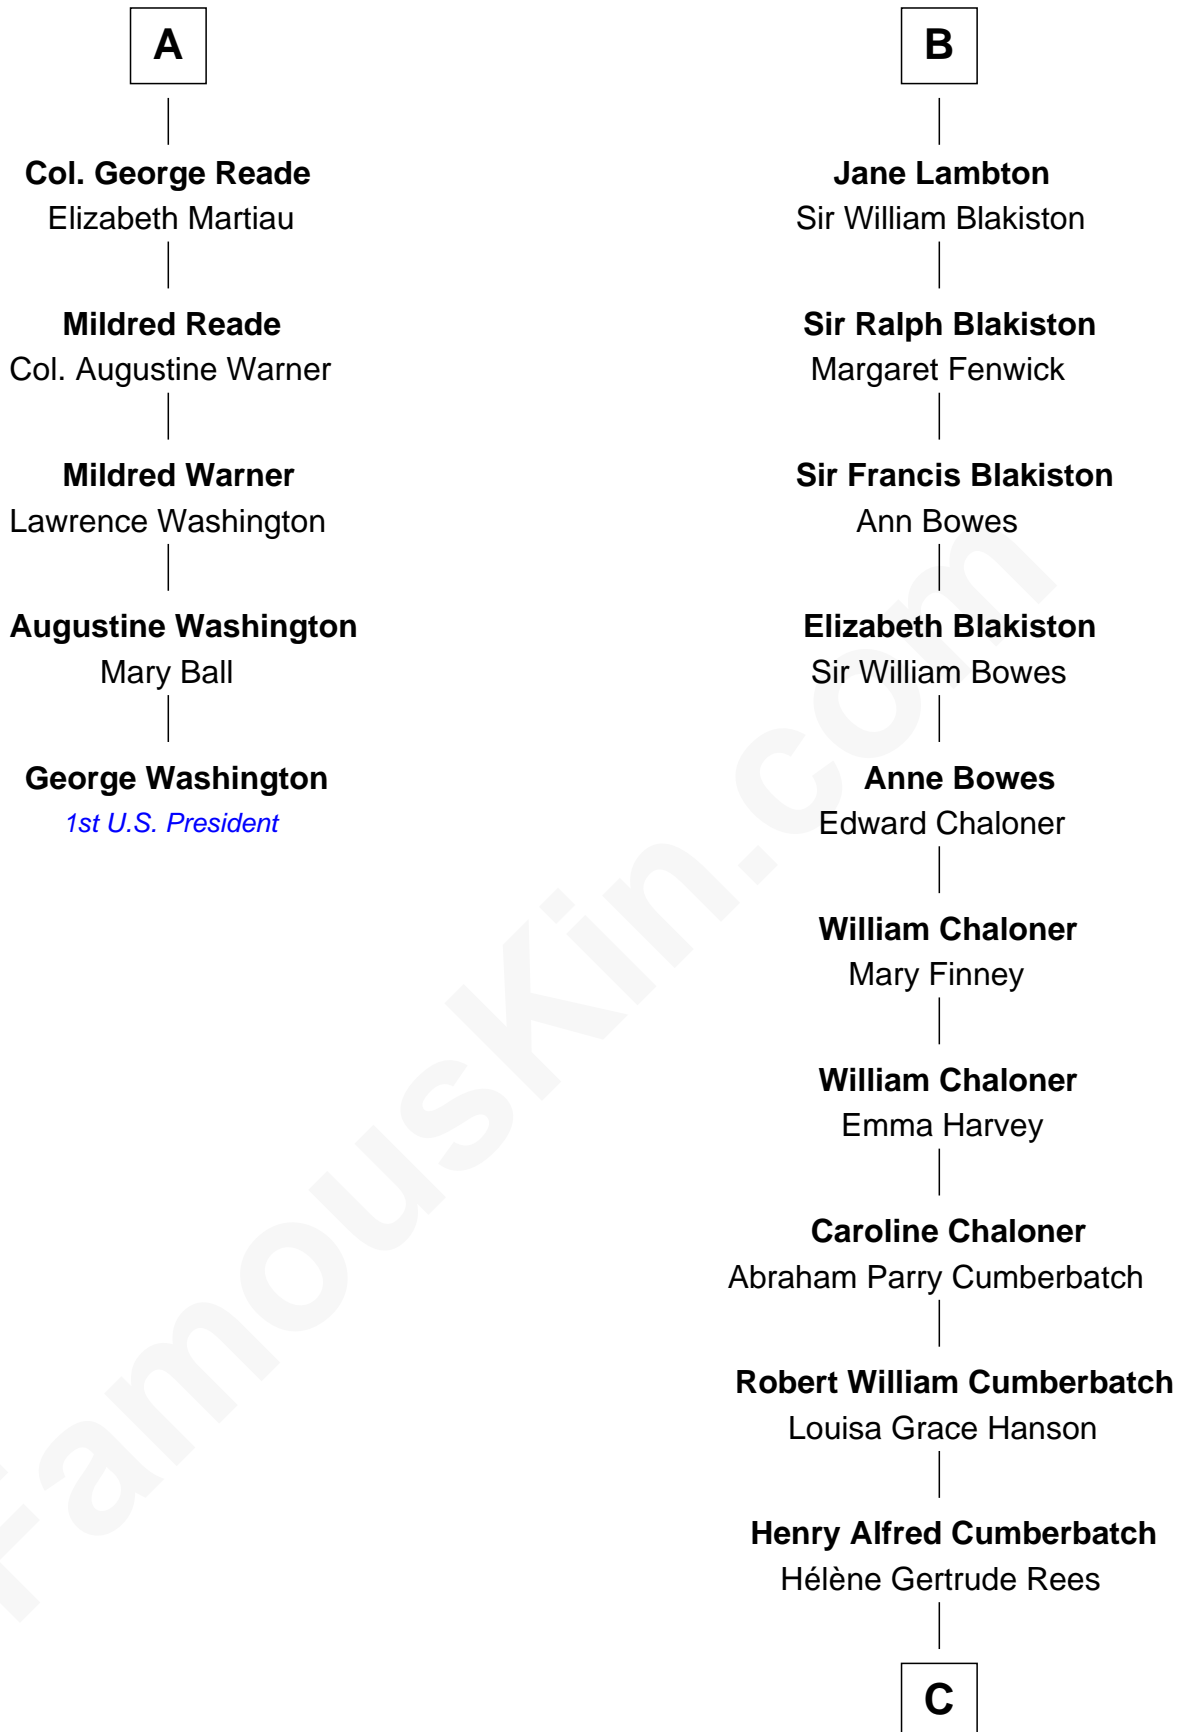 A
Col. George Reade
Elizabeth Martiau
Mildred Reade
Col. Augustine Warner
Mildred Warner
Lawrence Washington
Augustine Washington
Mary Ball
George Washington
1st U.S. President
B
Jane Lambton
Sir William Blakiston
Sir Ralph Blakiston
Margaret Fenwick
Sir Francis Blakiston
Ann Bowes
Elizabeth Blakiston
Sir William Bowes
Anne Bowes
Edward Chaloner
William Chaloner
Mary Finney
William Chaloner
Emma Harvey
Caroline Chaloner
Abraham Parry Cumberbatch
Robert William Cumberbatch
Louisa Grace Hanson
Henry Alfred Cumberbatch
Hélène Gertrude Rees
C
FamousKin.com